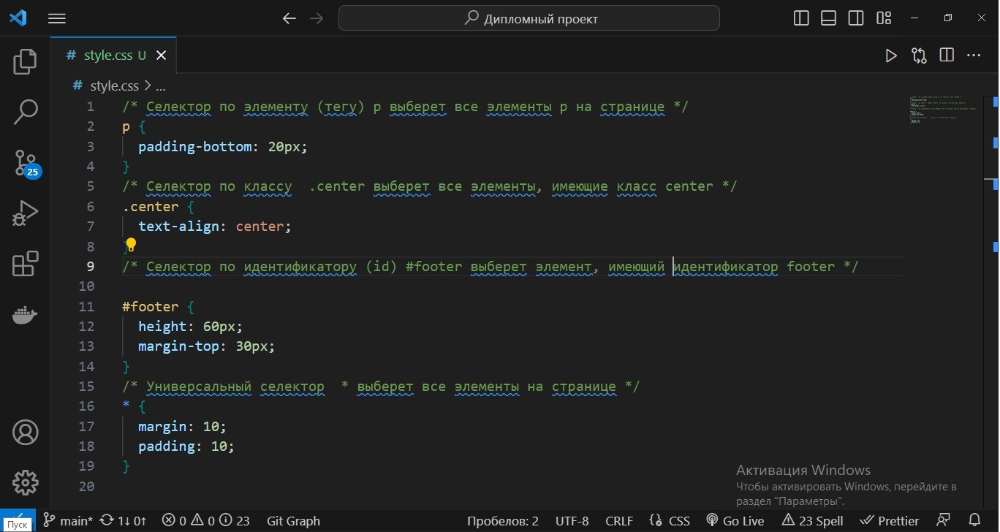 Дипломный проект
# style.css U
# style.css > ...
1 /* Селектор по элементу (тегу) p выберет все элементы p на странице */
2 p {
3 padding-bottom: 20px;
4 }
5 /* Селектор по классу  .center выберет все элементы, имеющие класс center */
6 .center {
7 text-align: center;
8 }
9 /* Селектор по идентификатору (id) #footer выберет элемент, имеющий идентификатор footer */
10
11 #footer {
12 height: 60px;
13 margin-top: 30px;
14 }
15 /* Универсальный селектор  * выберет все элементы на странице */
16 * {
17 margin: 10;
18 padding: 10;
19 }
20
25
Активация Windows
Чтобы активировать Windows, перейдите в
раздел "Параметры".
Пуск
main* 1↓ 0↑ 0 0 23 Git Graph Пробелов: 2 UTF-8 CRLF CSS Go Live 23 Spell Prettier